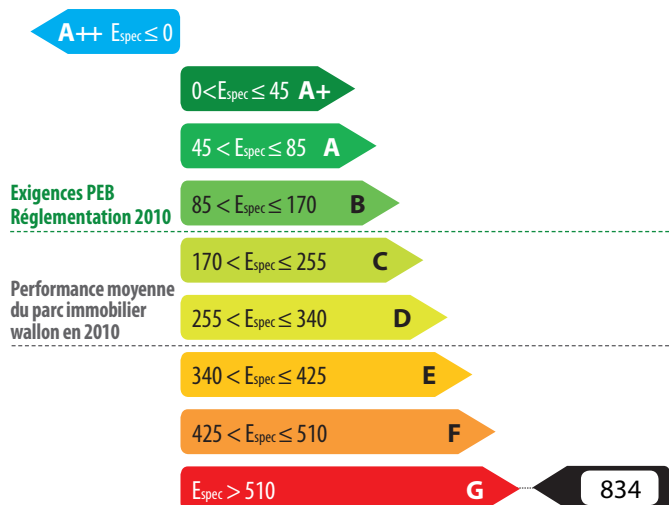 A++ Espec ≤ 0
0<Espec ≤ 45 A+
45 < Espec ≤ 85 A
Exigences PEB
Réglementation 2010
85 < Espec ≤ 170 B
170 < Espec ≤ 255 C
Performance moyenne
du parc immobilier
wallon en 2010
255 < Espec ≤ 340 D
340 < Espec ≤ 425 E
425 < Espec ≤ 510 F
Espec > 510 G
834